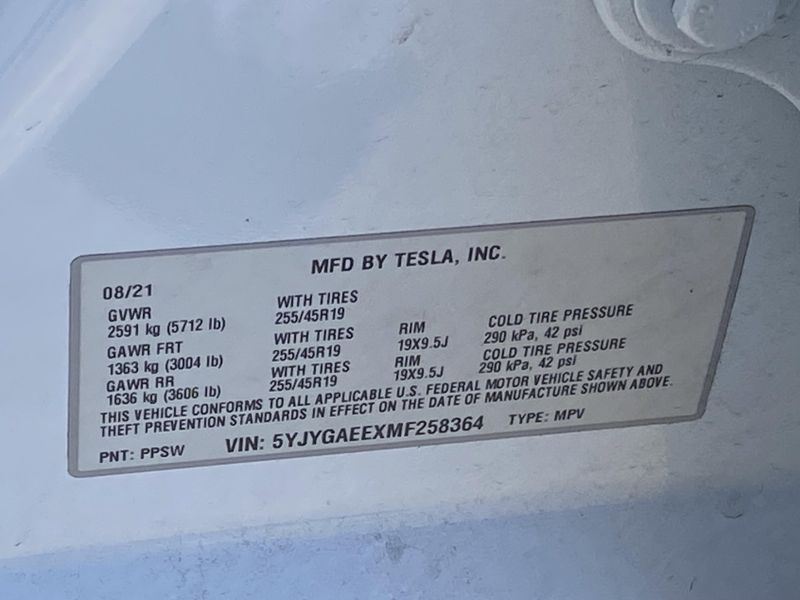 MFD BY TESLA, INC.
08/21
GVWR WITH TIRES
2591 kg (5712 lb) 255/45R19
GAWR FRT WITH TIRES RIM COLD TIRE PRESSURE
1363 kg (3004 lb) 255/45R19 19X9.5J 290 kPa, 42 psi
GAWR RR WITH TIRES RIM COLD TIRE PRESSURE
1636 kg (3606 lb) 255/45R19 19X9.5J 290 kPa, 42 psi
THIS VEHICLE CONFORMS TO ALL APPLICABLE U.S. FEDERAL MOTOR VEHICLE SAFETY AND
THEFT PREVENTION STANDARDS IN EFFECT ON THE DATE OF MANUFACTURE SHOWN ABOVE.
PNT: PPSW VIN: 5YJYGAEEXMF258364 TYPE: MPV